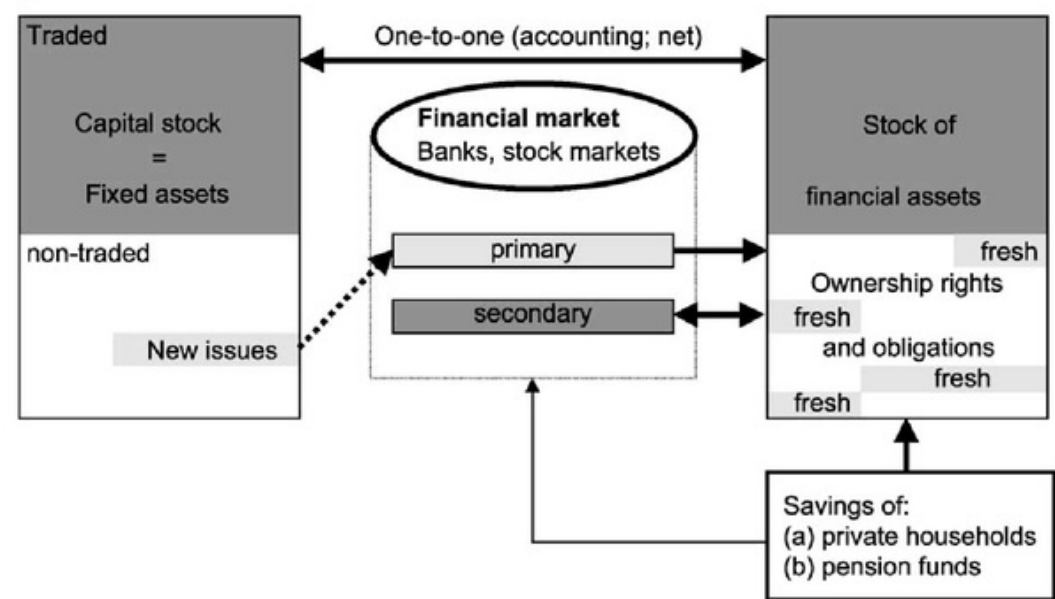 Traded
One-to-one (accounting; net)
Capital stock
=
Fixed assets
non-traded
New issues
Financial market
Banks, stock markets
primary
secondary
Stock of
financial assets
fresh
Ownership rights
fresh
and obligations
fresh
fresh
Savings of:
(a) private households
(b) pension funds